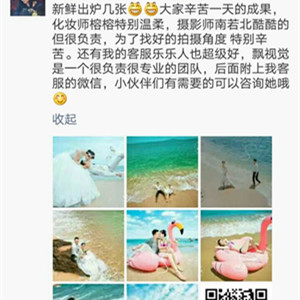 新鲜出炉几张😄😄大家辛苦一天的成果，
化妆师榕榕特别温柔，摄影师南若北酷酷的
但很负责，为了找好的拍摄角度 特别辛
苦。还有我的客服乐乐人也超级好，飘视觉
是一个很负责很专业的团队，后面附上我客
服的微信，小伙伴们有需要的可以咨询她哦
😊
收起